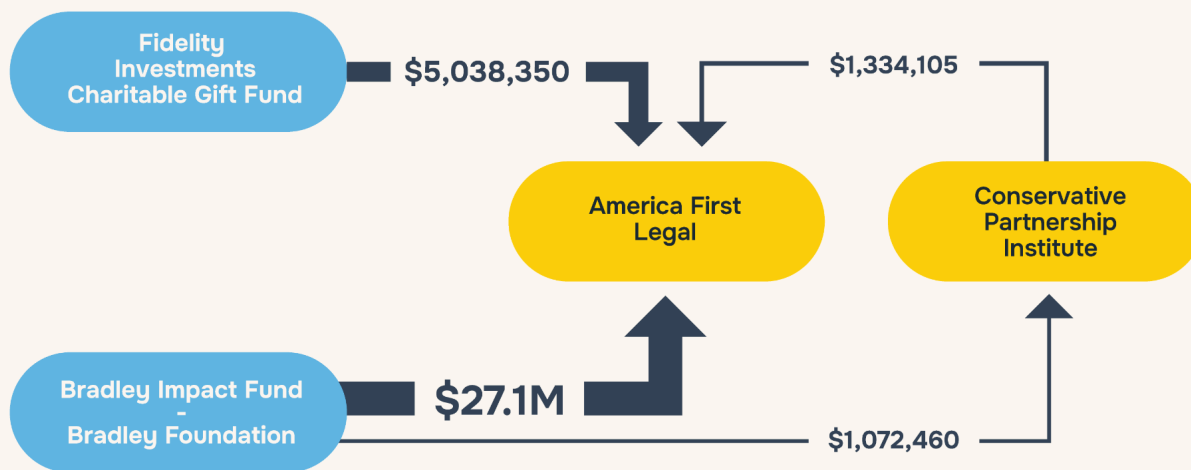 Fidelity
Investments
Charitable Gift Fund
$5,038,350
$1,334,105
America First
Legal
Conservative
Partnership
Institute
Bradley Impact Fund
-
Bradley Foundation
$27.1M
$1,072,460